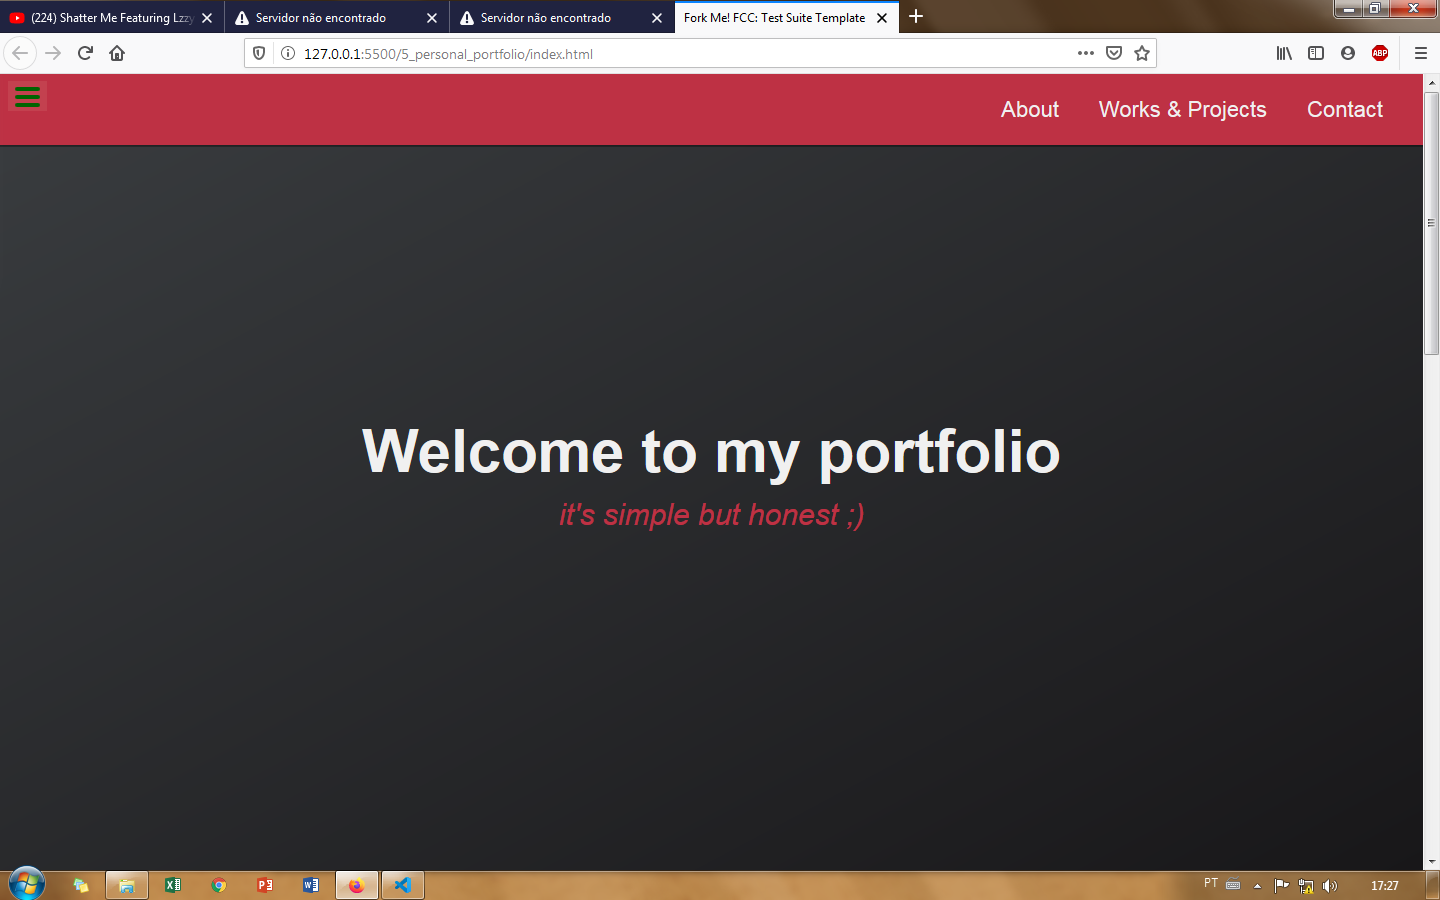 (224) Shatter Me Featuring Lzzy
Servidor não encontrado
Servidor não encontrado
Fork Me! FCC: Test Suite Template
127.0.0.1:5500/5_personal_portfolio/index.html
ABP
About
Works & Projects
Contact
Welcome to my portfolio
it's simple but honest ;)
PT
17:27